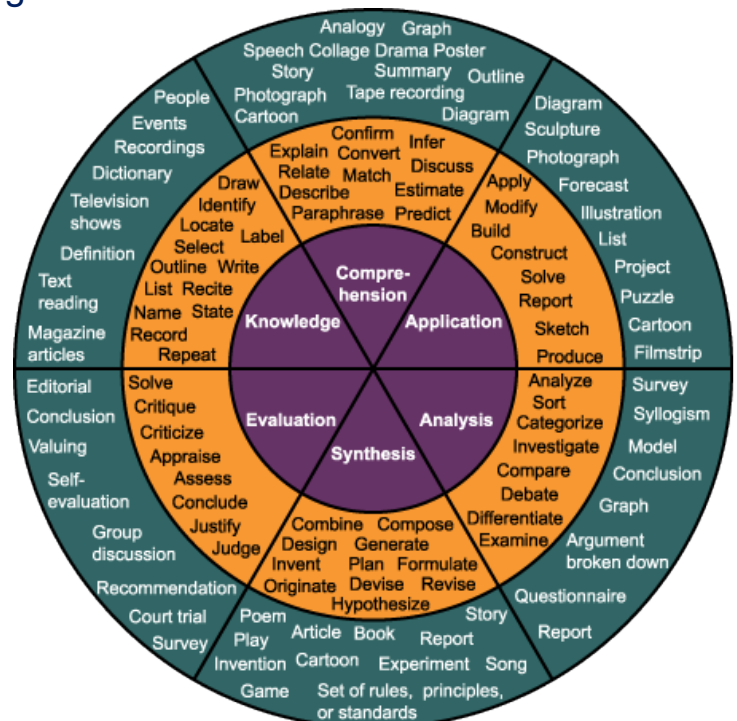 g
Analogy Graph
Speech Collage Drama Poster
Story Summary Outline
Photograph Tape recording
Cartoon Diagram
Confirm Infer
Explain Convert Discuss
Relate Match
Describe Estimate
Paraphrase Predict
Compre-
hension
Diagram
Sculpture
Photograph
Forecast
Illustration
List
Project
Puzzle
Cartoon
Filmstrip
Apply
Modify
Build
Construct
Solve
Report
Sketch
Produce
Application
Survey
Syllogism
Model
Conclusion
Graph
Argument
broken down
Questionnaire
Report
Analyze
Sort
Categorize
Investigate
Compare
Debate
Differentiate
Examine
Analysis
Synthesis
Combine Compose
Design Generate
Invent Plan Formulate
Originate Devise Revise
Hypothesize
Poem Story
Play Article Book Report
Invention Cartoon Experiment Song
Game Set of rules, principles,
or standards
Evaluation
Solve
Critique
Criticize
Appraise
Assess
Conclude
Justify
Judge
Editorial
Conclusion
Valuing
Self-
evaluation
Group
discussion
Recommendation
Court trial
Survey
Knowledge
Draw
Identify
Locate
Select Label
Outline Write
List Recite
Name State
Record
Repeat
People
Events
Recordings
Dictionary
Television
shows
Definition
Text
reading
Magazine
articles